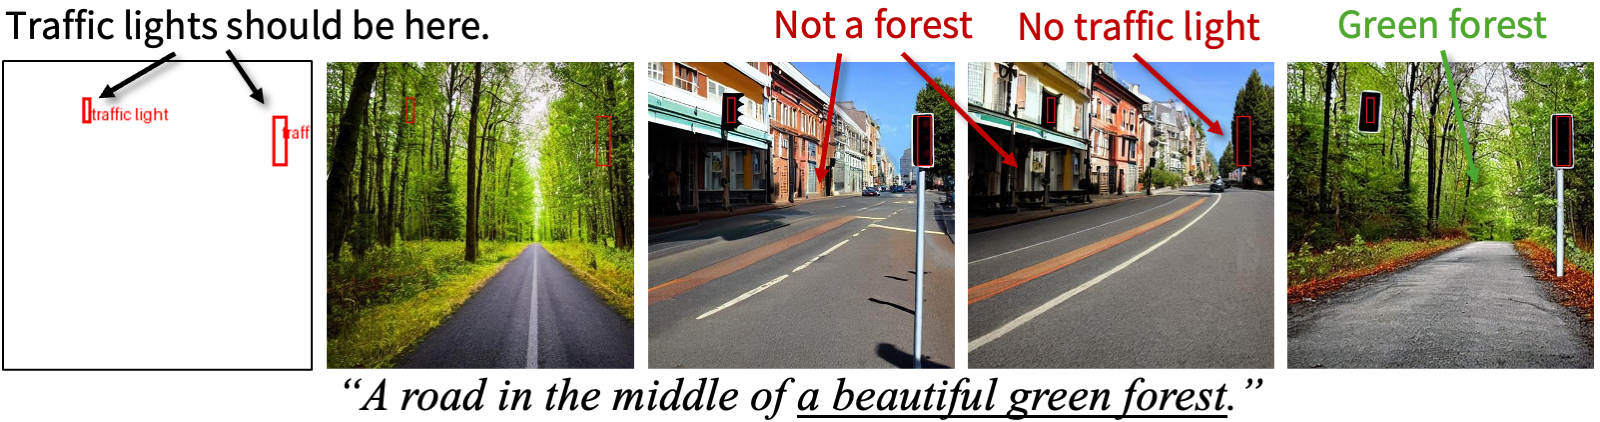 Traffic lights should be here.
Not a forest
No traffic light
Green forest
traffic light
traff
“A road in the middle of a beautiful green forest.”